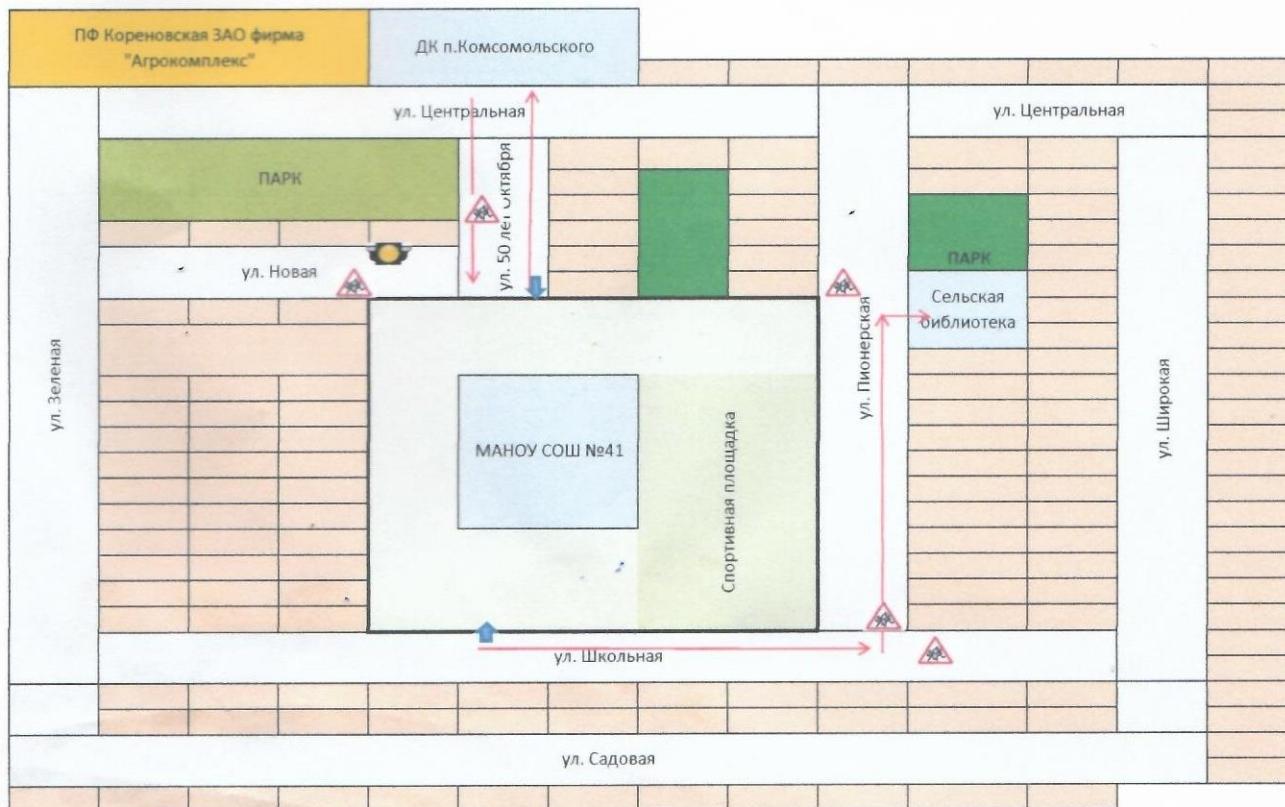 ПФ Кореновская ЗАО фирма
"Агрокомплекс"
ДК п.Комсомольского
ул. Центральная
ул. Центральная
ПАРК
ул. 50 лет Октября
ул. Новая
ПАРК
Сельская
библиотека
ул. Зеленая
ул. Пионерская
ул. Широкая
МАНОУ СОШ №41
Спортивная площадка
ул. Школьная
ул. Садовая